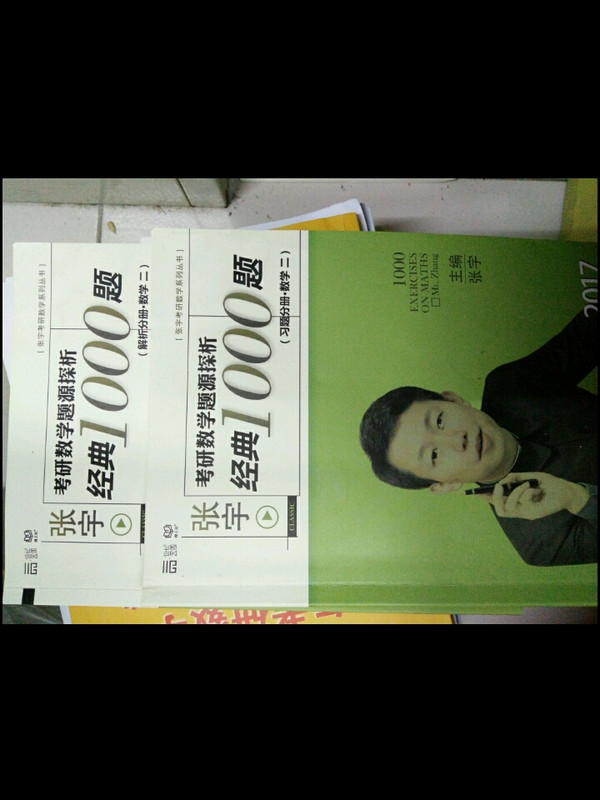 [ 张宇考研数学系列丛书 ]
考研数学题源探析
经典1000题
( 解析分册·数学二 )
张宇
[ 张宇考研数学系列丛书 ]
考研数学题源探析
经典1000题
( 习题分册·数学二 )
张宇
CLASSIC
1000
EXERCISES
ON MATHS
□ Mr. Zhang
主编
张宇
2017